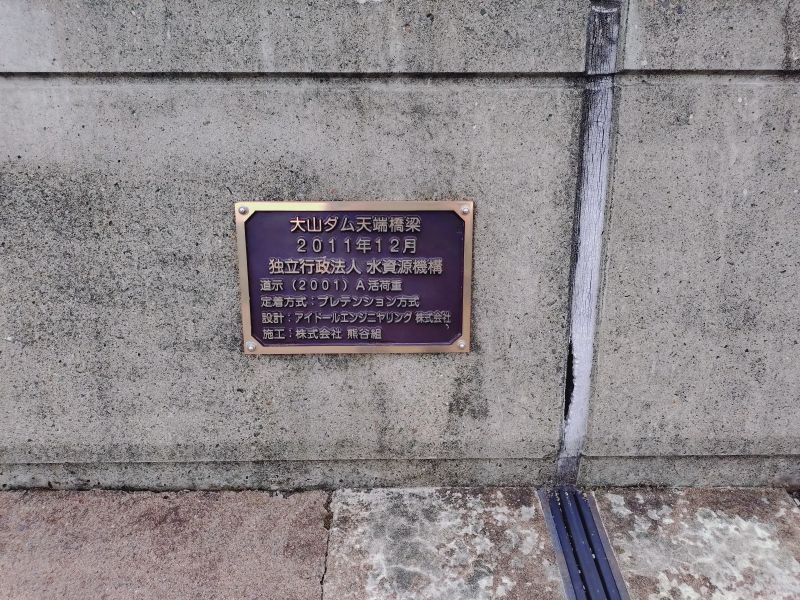 大山ダム天端橋梁
2011年12月
独立行政法人 水資源機構
道示（2001）A活荷重
定着方式：プレテンション方式
設計：アイドールエンジニヤリング 株式会社
施工：株式会社 熊谷組